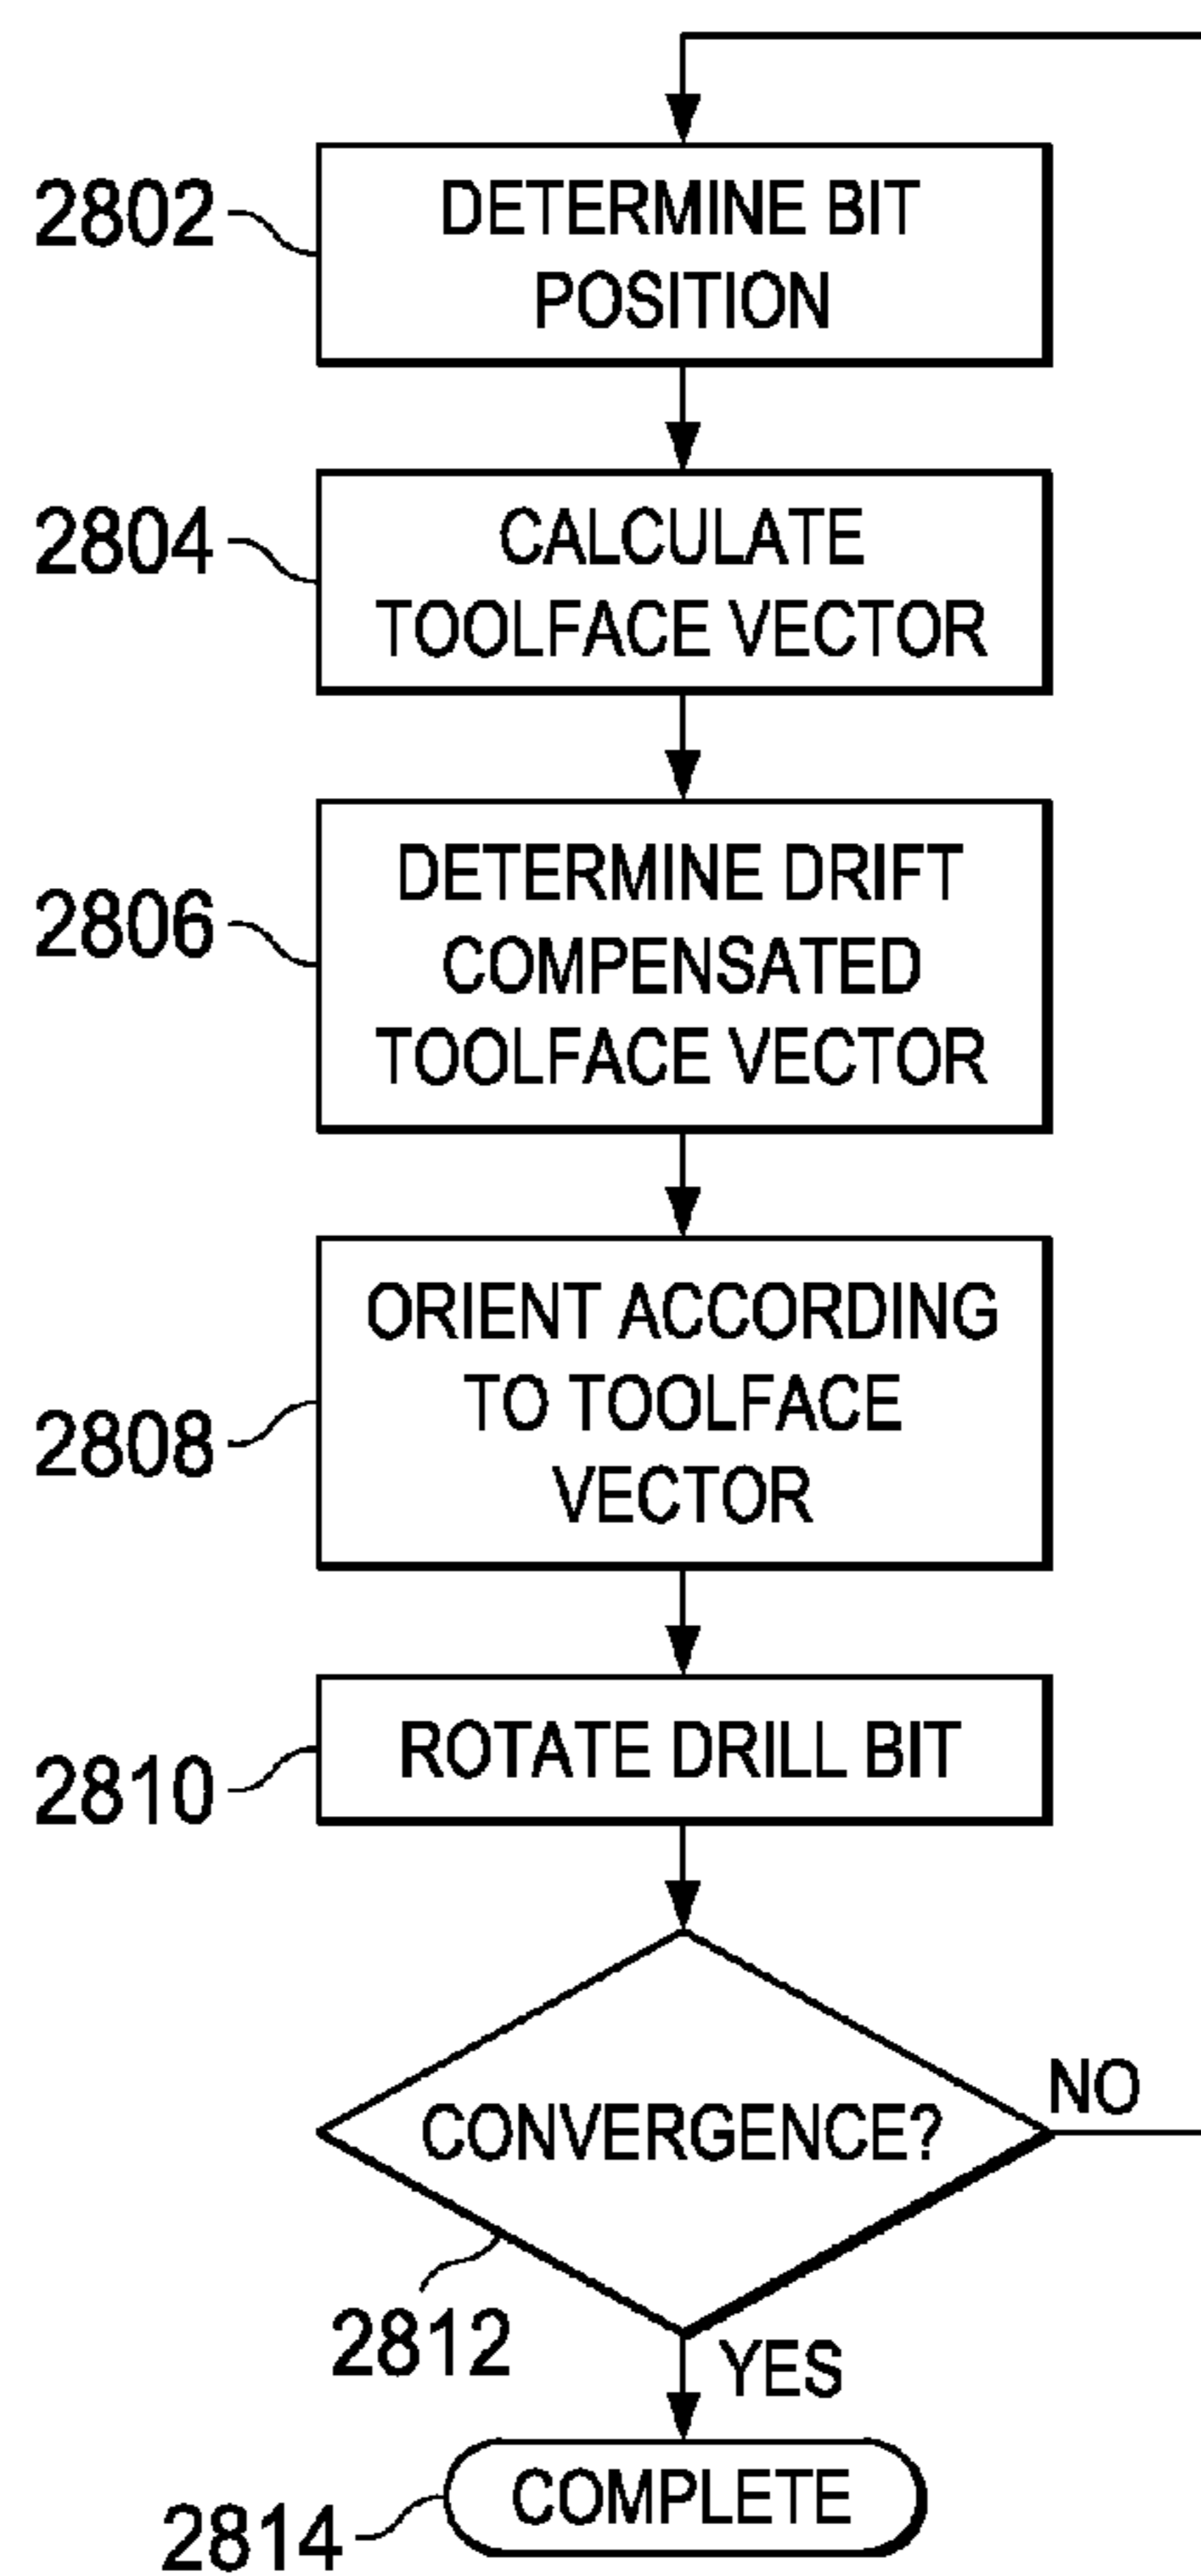 2802
DETERMINE BIT
POSITION
2804
CALCULATE
TOOLFACE VECTOR
2806
DETERMINE DRIFT
COMPENSATED
TOOLFACE VECTOR
2808
ORIENT ACCORDING
TO TOOLFACE
VECTOR
2810
ROTATE DRILL BIT
CONVERGENCE?
NO
2812
YES
COMPLETE
2814